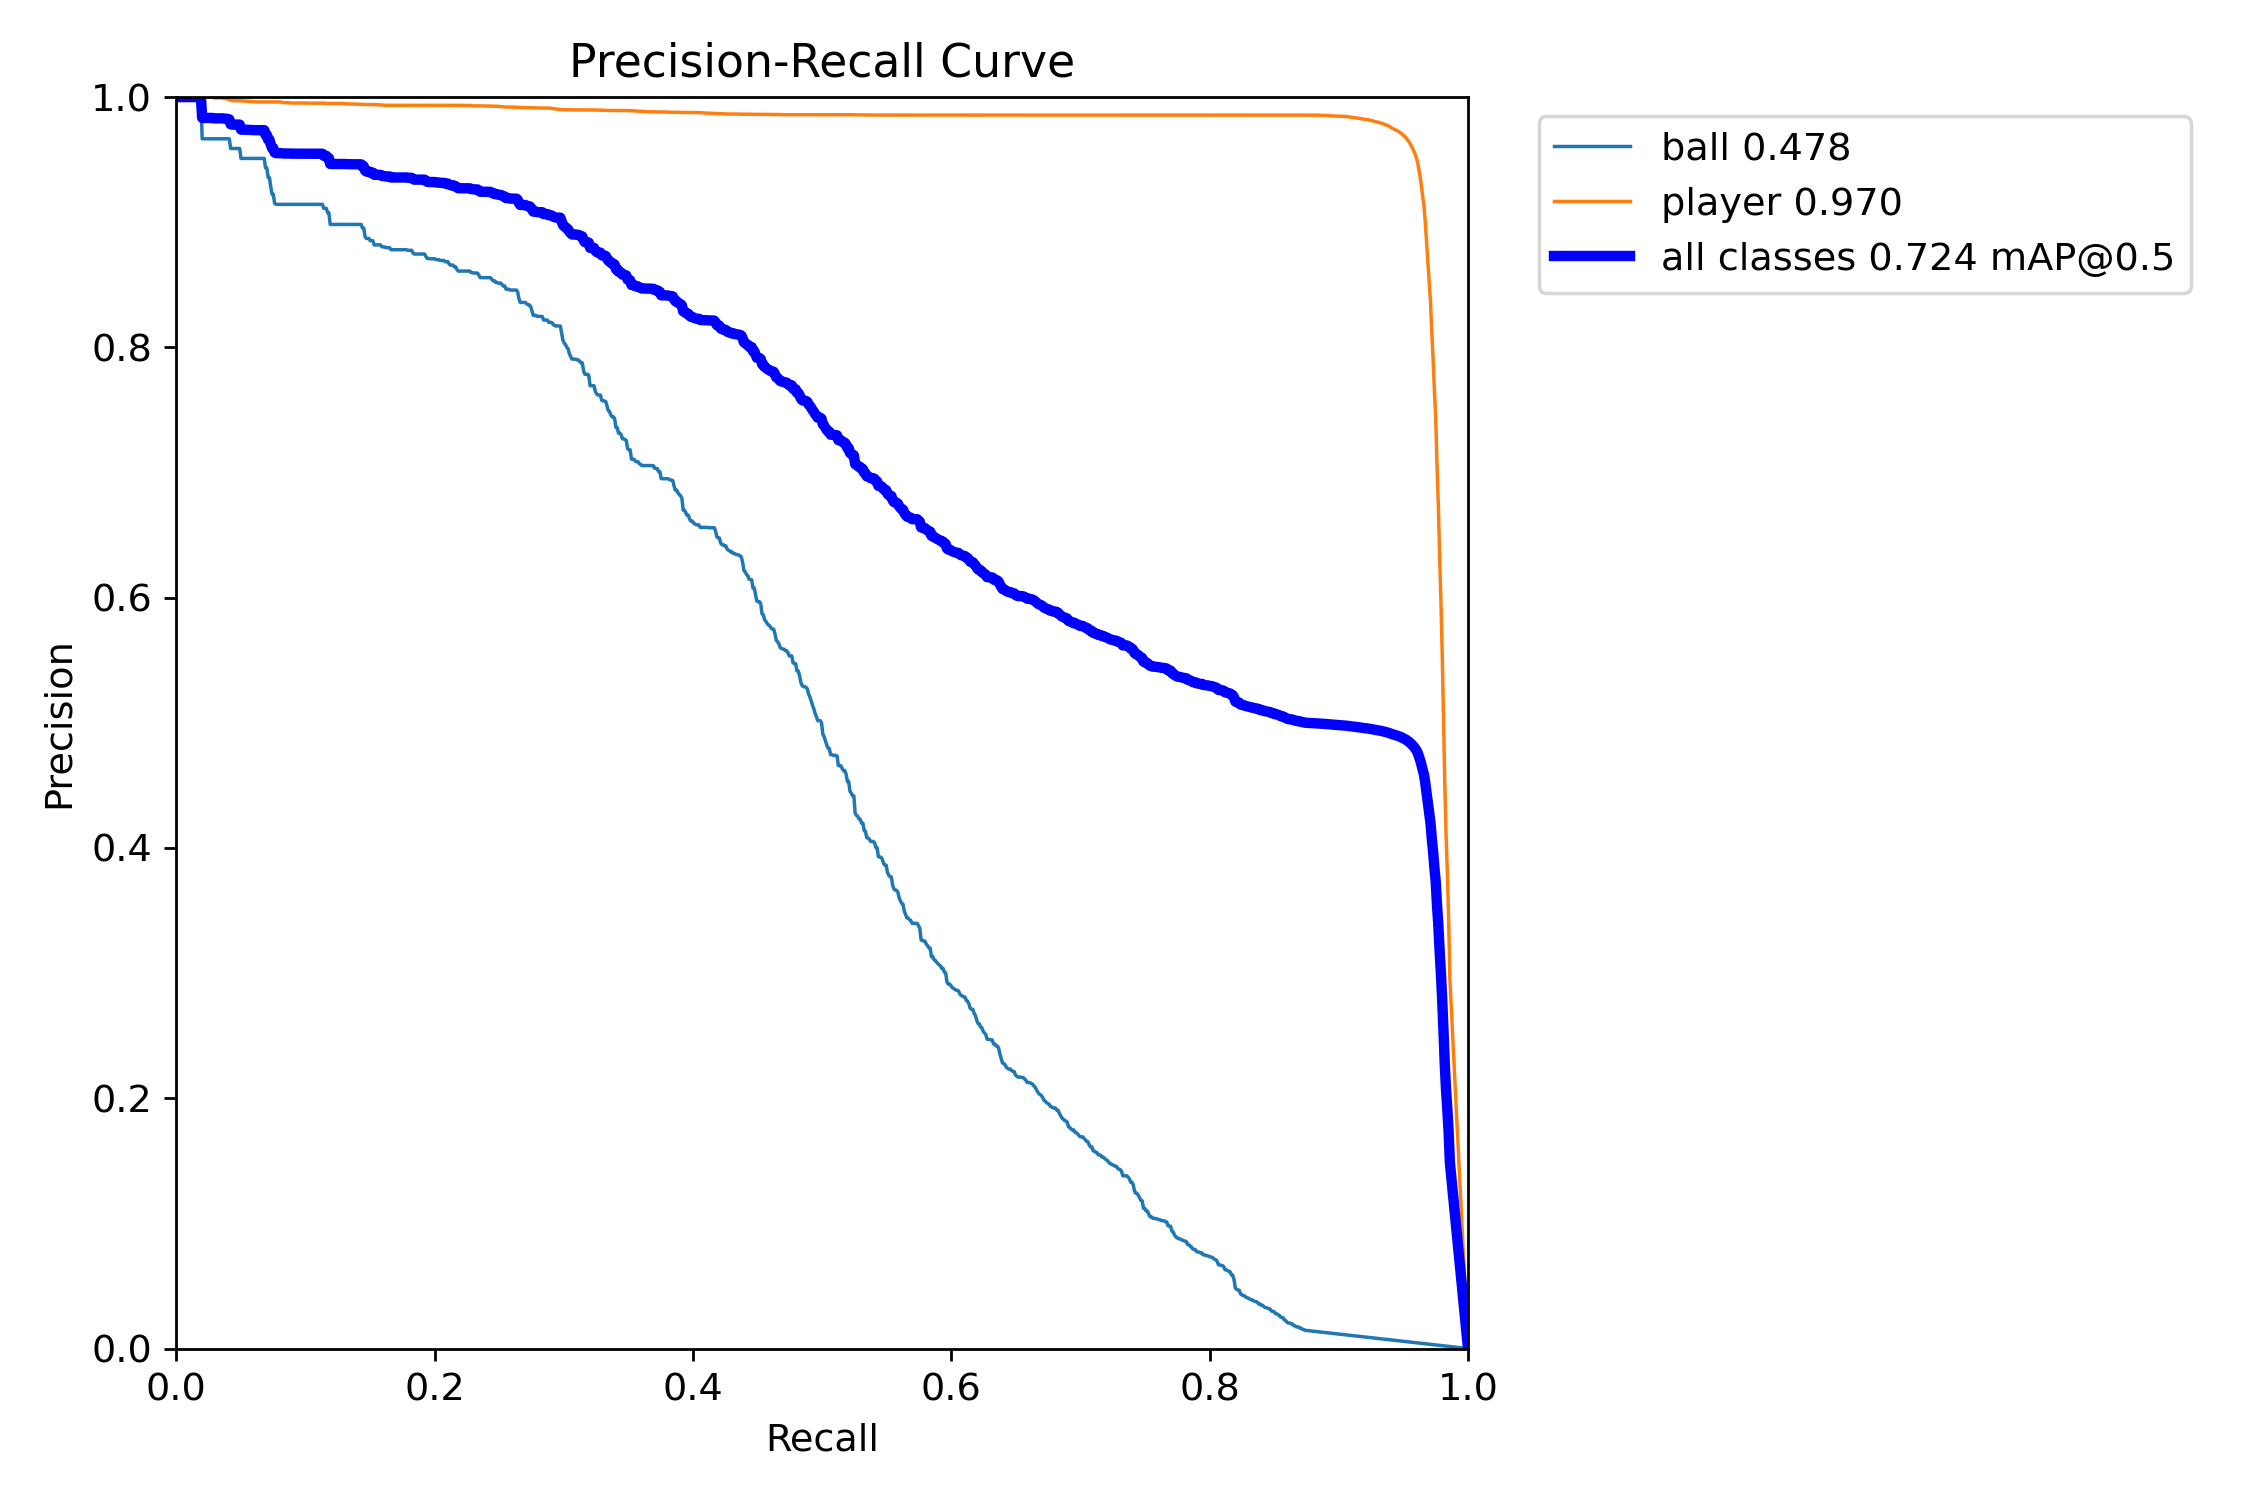 Precision-Recall Curve
1.0
0.8
0.6
0.4
0.2
0.0
Precision
0.0 0.2 0.4 0.6 0.8 1.0
Recall
ball 0.478
player 0.970
all classes 0.724 mAP@0.5